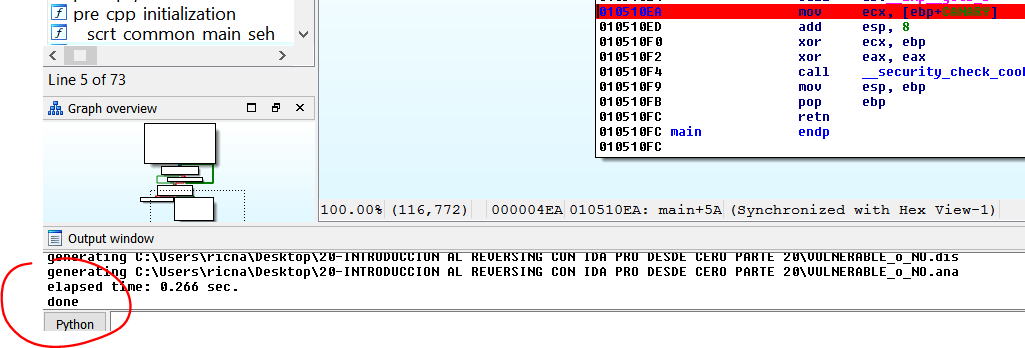 pre cpp initialization
scrt common main seh
Line 5 of 73
Graph overview
010510EA mov ecx, [ebp+CANARY]
010510ED add esp, 8
010510F0 xor ecx, ebp
010510F2 xor eax, eax
010510F4 call __security_check_coo
010510F9 mov esp, ebp
010510FB pop ebp
010510FC retn
010510FC main endp
010510FC
100.00% (116,772) 000004EA 010510EA: main+5A (Synchronized with Hex View-1)
Output window
generating C:\Users\ricna\Desktop\20-INTRODUCCION AL REVERSING CON IDA PRO DESDE CERO PARTE 20\VULNERABLE_o_NO.dis
generating C:\Users\ricna\Desktop\20-INTRODUCCION AL REVERSING CON IDA PRO DESDE CERO PARTE 20\VULNERABLE_o_NO.ana
elapsed time: 0.266 sec.
done
Python